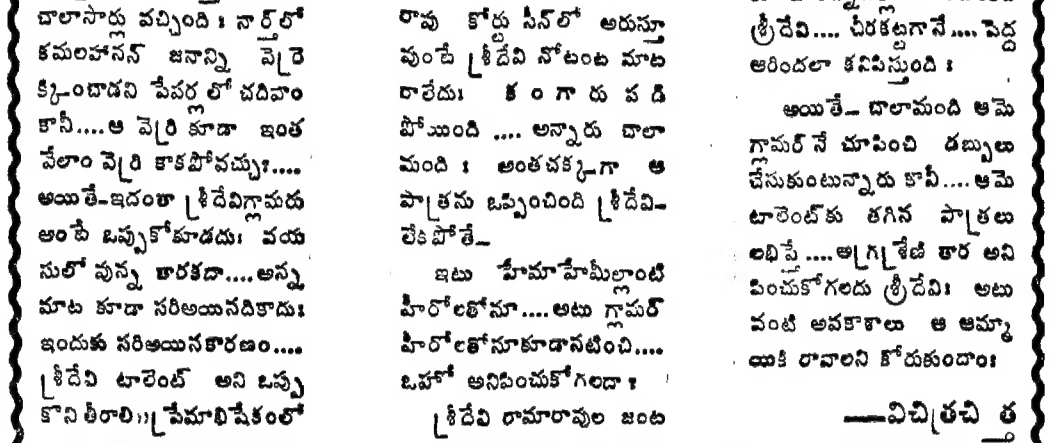 చాలాసార్లు వచ్చింది : నార్త్‌లో
కమలహాసన్ జనాన్ని వెర్రె
క్కించాడని పేపర్లలో చదివాం
కానీ....ఆ వెర్రి కూడా ఇంత
వేలాం వెర్రి కాకపోవచ్చు:....
అయితే-ఇదంతా శ్రీదేవిగ్లామరు
అంటే ఒప్పుకోకూడదు: వయ
సులో వున్న తారకదా....అన్న
మాట కూడా సరిఅయినదికాదు:
ఇందుకు సరిఅయినకారణం....
శ్రీదేవి టాలెంట్ అని ఒప్పు
కొని తీరాలి;; ప్రేమాభిషేకంలో
రావు కోర్టు సీన్‌లో అరుస్తూ
వుంటే శ్రీదేవి నోటంట మాట
రాలేదు: కంగారుపడి
పోయింది .... అన్నారు చాలా
మంది : అంతచక్కగా ఆ
పాత్రను ఒప్పించింది శ్రీదేవి-
లేకపోతే-
ఇటు హేమాహేమీల్లాంటి
హీరోలతోనూ....అటు గ్లామర్
హీరోలతోనూకూడానటించి....
ఒహో అనిపించుకోగలదా :
శ్రీదేవి రామారావుల జంట
శ్రీదేవి.... చీరకట్టగానే.... పెద్ద
ఆరిందలా కనిపిస్తుంది :
అయితే- చాలామంది ఆమె
గ్లామర్‌నే చూపించి డబ్బులు
చేసుకుంటున్నారు కానీ....ఆమె
టాలెంట్‌కు తగిన పాత్రలు
లభిస్తే ....అగ్రశ్రేణి తార అని
పించుకోగలదు శ్రీదేవి: అటు
వంటి అవకాశాలు ఆ అమ్మా
యికి రావాలని కోరుకుందాం:
—విచిత్రచిత్త